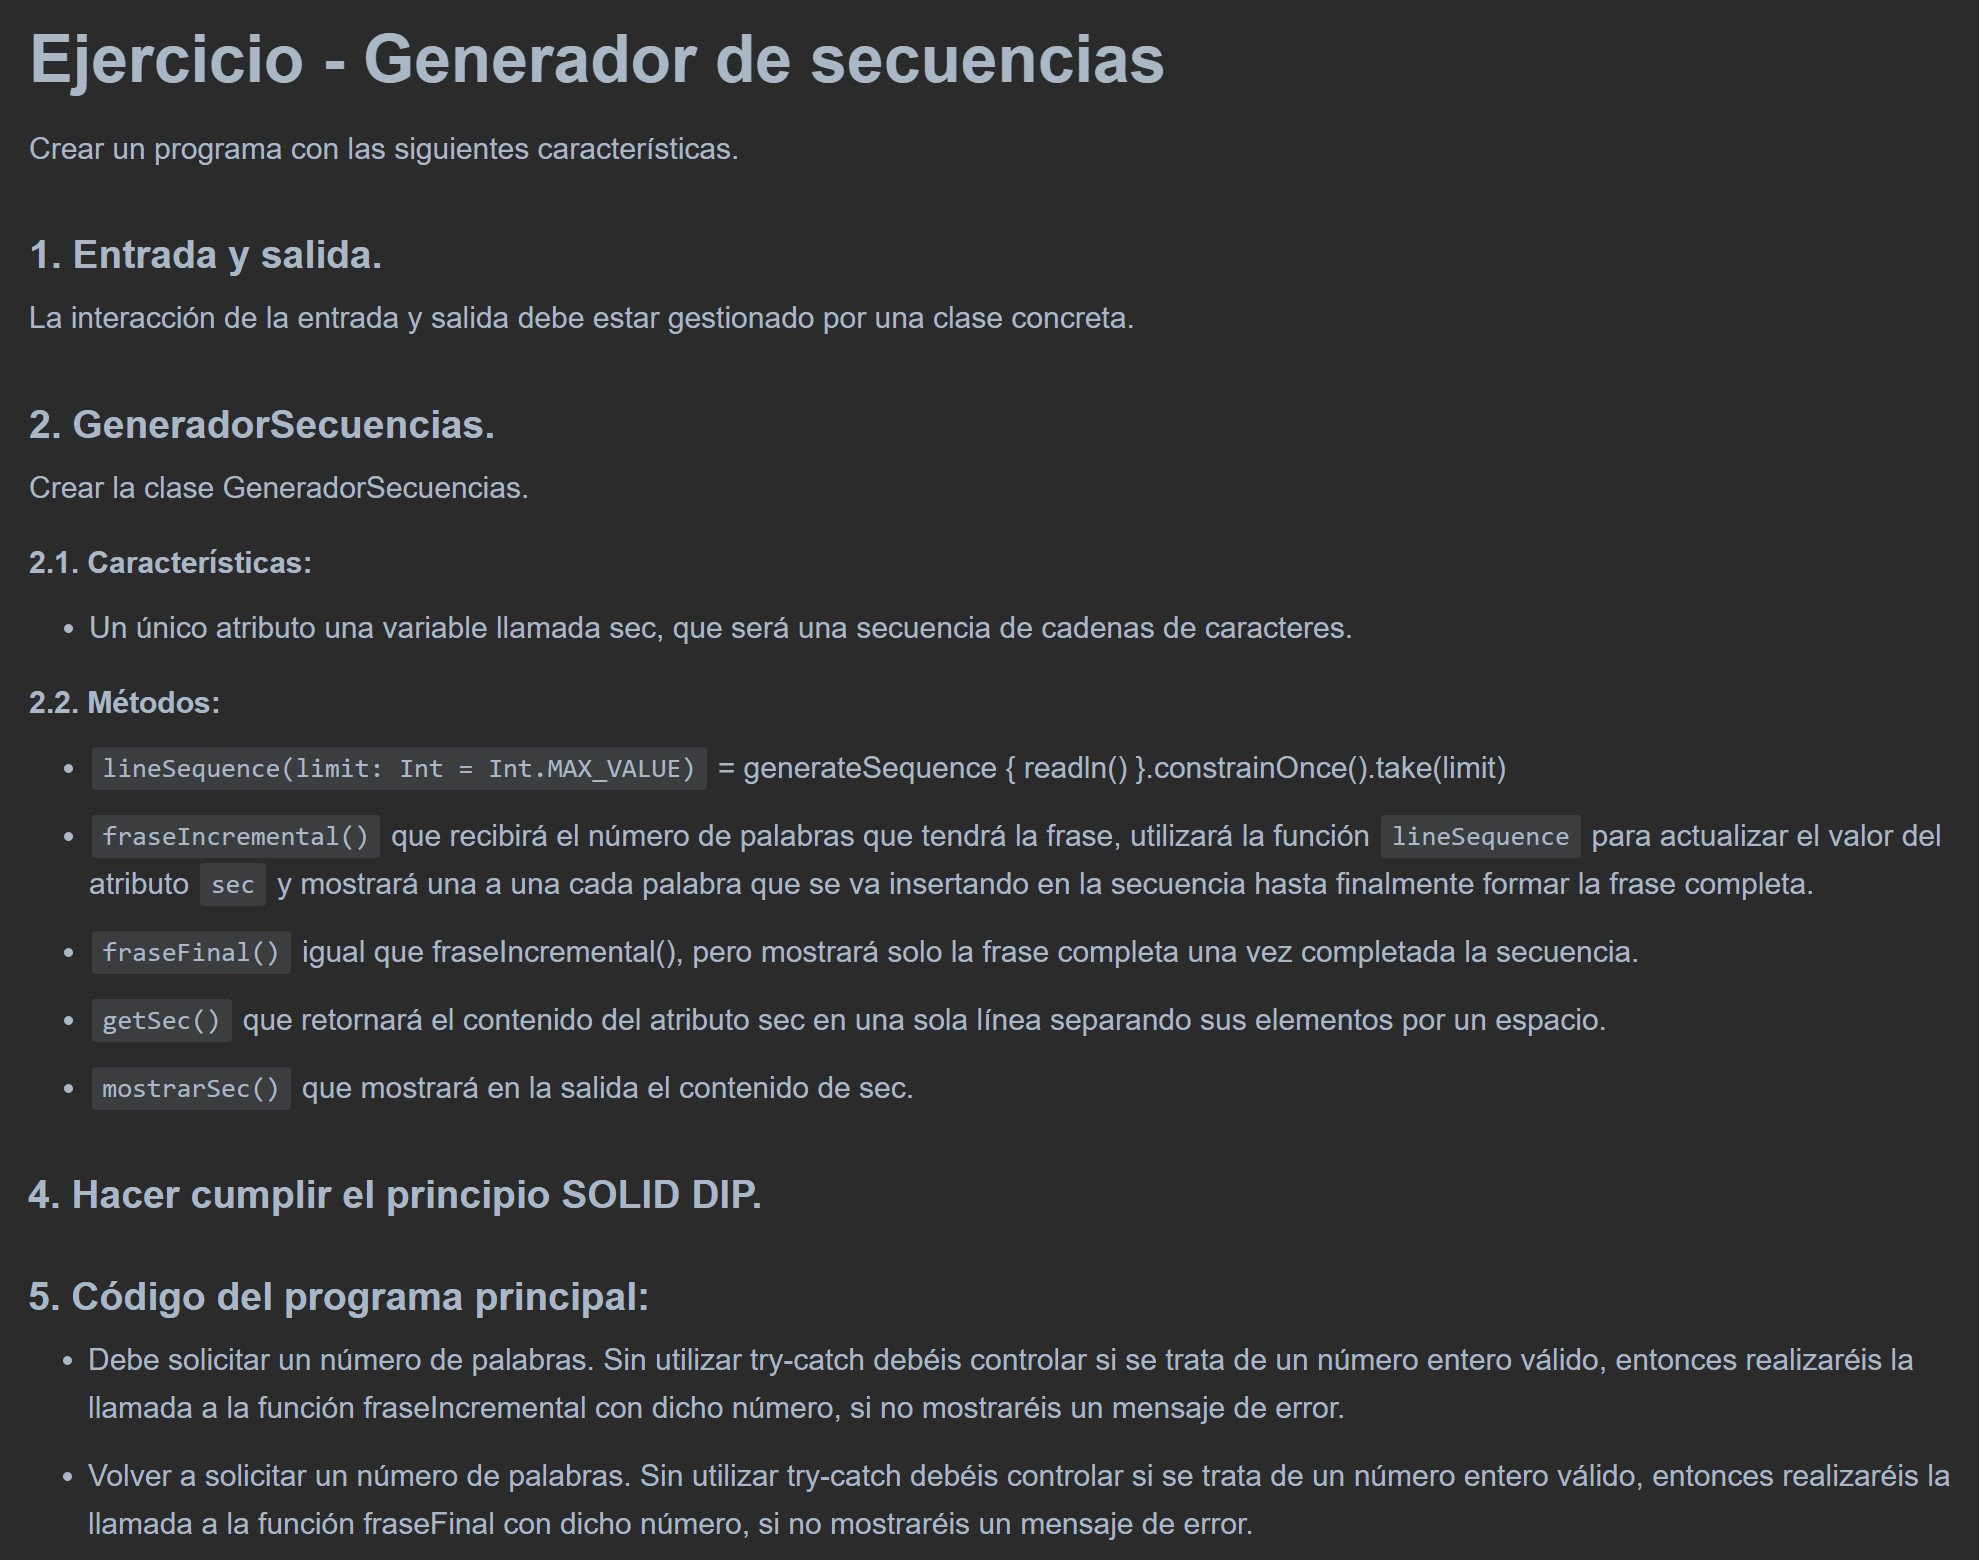 Ejercicio - Generador de secuencias
Crear un programa con las siguientes características.
1. Entrada y salida.
La interacción de la entrada y salida debe estar gestionado por una clase concreta.
2. GeneradorSecuencias.
Crear la clase GeneradorSecuencias.
2.1. Características:
• Un único atributo una variable llamada sec, que será una secuencia de cadenas de caracteres.
2.2. Métodos:
• lineSequence(limit: Int = Int.MAX_VALUE) = generateSequence { readln() }.constrainOnce().take(limit)
• fraseIncremental() que recibirá el número de palabras que tendrá la frase, utilizará la función lineSequence para actualizar el valor del
atributo sec y mostrará una a una cada palabra que se va insertando en la secuencia hasta finalmente formar la frase completa.
• fraseFinal() igual que fraseIncremental(), pero mostrará solo la frase completa una vez completada la secuencia.
• getSec() que retornará el contenido del atributo sec en una sola línea separando sus elementos por un espacio.
• mostrarSec() que mostrará en la salida el contenido de sec.
4. Hacer cumplir el principio SOLID DIP.
5. Código del programa principal:
• Debe solicitar un número de palabras. Sin utilizar try-catch debéis controlar si se trata de un número entero válido, entonces realizaréis la
llamada a la función fraseIncremental con dicho número, si no mostraréis un mensaje de error.
• Volver a solicitar un número de palabras. Sin utilizar try-catch debéis controlar si se trata de un número entero válido, entonces realizaréis la
llamada a la función fraseFinal con dicho número, si no mostraréis un mensaje de error.